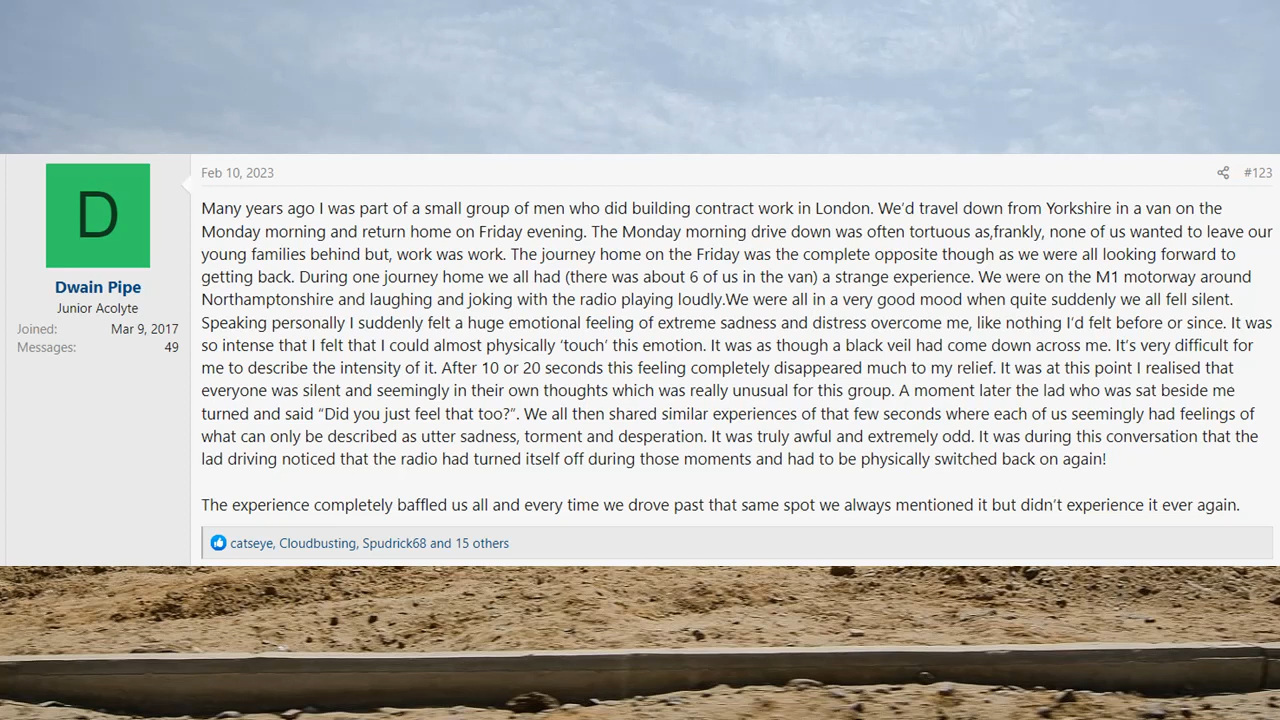 D
Dwain Pipe
Junior Acolyte
Joined: Mar 9, 2017
Messages: 49
Feb 10, 2023 #123
Many years ago I was part of a small group of men who did building contract work in London. We’d travel down from Yorkshire in a van on the
Monday morning and return home on Friday evening. The Monday morning drive down was often tortuous as,frankly, none of us wanted to leave our
young families behind but, work was work. The journey home on the Friday was the complete opposite though as we were all looking forward to
getting back. During one journey home we all had (there was about 6 of us in the van) a strange experience. We were on the M1 motorway around
Northamptonshire and laughing and joking with the radio playing loudly.We were all in a very good mood when quite suddenly we all fell silent.
Speaking personally I suddenly felt a huge emotional feeling of extreme sadness and distress overcome me, like nothing I’d felt before or since. It was
so intense that I felt that I could almost physically ‘touch’ this emotion. It was as though a black veil had come down across me. It’s very difficult for
me to describe the intensity of it. After 10 or 20 seconds this feeling completely disappeared much to my relief. It was at this point I realised that
everyone was silent and seemingly in their own thoughts which was really unusual for this group. A moment later the lad who was sat beside me
turned and said “Did you just feel that too?”. We all then shared similar experiences of that few seconds where each of us seemingly had feelings of
what can only be described as utter sadness, torment and desperation. It was truly awful and extremely odd. It was during this conversation that the
lad driving noticed that the radio had turned itself off during those moments and had to be physically switched back on again!
The experience completely baffled us all and every time we drove past that same spot we always mentioned it but didn’t experience it ever again.
catseye, Cloudbusting, Spudrick68 and 15 others